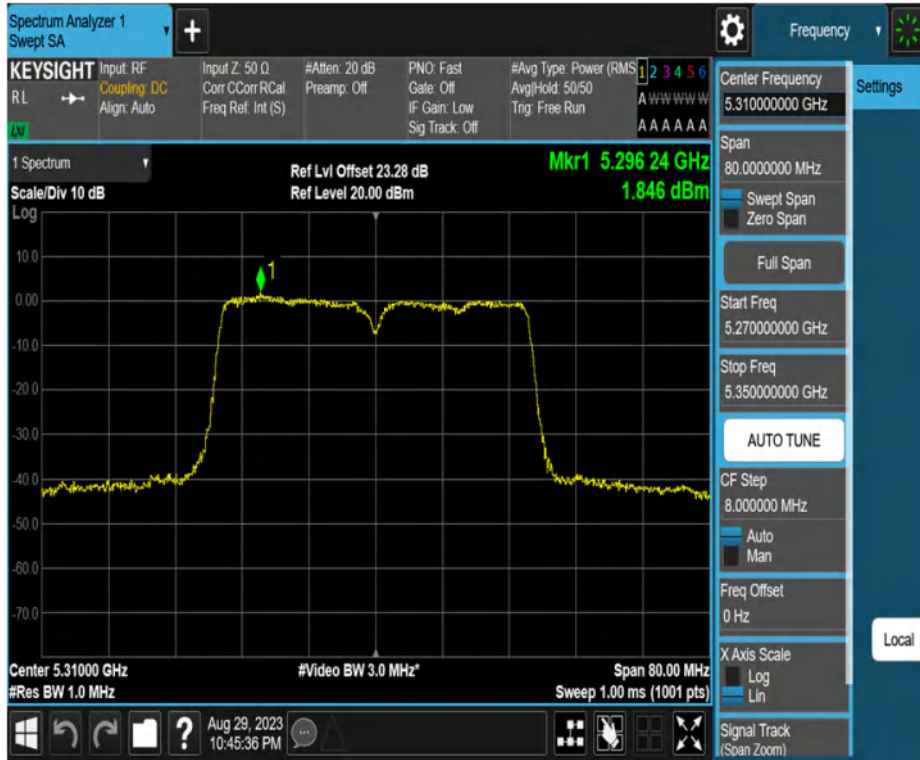 Spectrum Analyzer 1
Swept SA
+
Frequency
KEYSIGHT
RL
LXI
Input: RF
Coupling: DC
Align: Auto
Input Z: 50 Ω
Corr CCorr RCal
Freq Ref: Int (S)
#Atten: 20 dB
Preamp: Off
PNO: Fast
Gate: Off
IF Gain: Low
Sig Track: Off
#Avg Type: Power (RMS
Avg|Hold: 50/50
Trig: Free Run
1 2 3 4 5 6
A W W W W W
A A A A A A
1 Spectrum
Scale/Div 10 dB
Log
Ref Lvl Offset 23.28 dB
Ref Level 20.00 dBm
Mkr1 5.296 24 GHz
1.846 dBm
10.0
1
0.00
-10.0
-20.0
-30.0
-40.0
-50.0
-60.0
-70.0
Center 5.31000 GHz
#Res BW 1.0 MHz
#Video BW 3.0 MHz*
Span 80.00 MHz
Sweep 1.00 ms (1001 pts)
?
Aug 29, 2023
10:45:36 PM
Center Frequency
5.310000000 GHz
Span
80.0000000 MHz
Swept Span
Zero Span
Full Span
Start Freq
5.270000000 GHz
Stop Freq
5.350000000 GHz
AUTO TUNE
CF Step
8.000000 MHz
Auto
Man
Freq Offset
0 Hz
X Axis Scale
Log
Lin
Signal Track
(Span Zoom)
Settings
Local